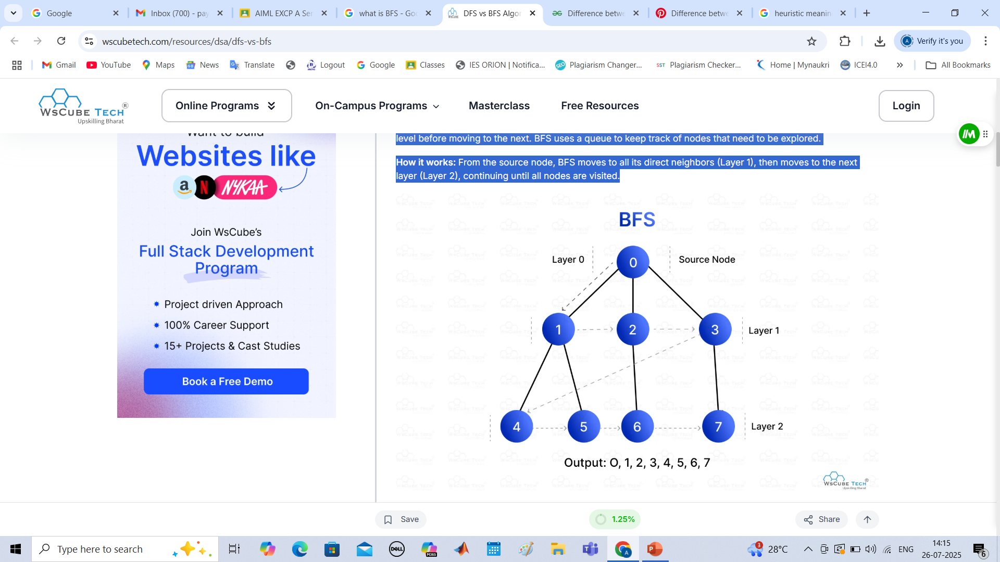 Google
Inbox (700) - pay
AIML EXCP A Ser
what is BFS - Goo
DFS vs BFS Algor
Difference betwe
Difference betwe
heuristic meanin
wscubetech.com/resources/dsa/dfs-vs-bfs
A
Verify it's you
Gmail
YouTube
Maps
News
Translate
Logout
Google
Classes
IES ORION | Notifica...
SEO
Plagiarism Changer...
SST
Plagiarism Checker...
Home | Mynaukri
ICEI4.0
All Bookmarks
WsCube Tech®
Upskilling Bharat
Online Programs
On-Campus Programs
Masterclass
Free Resources
Login
Want to build
Websites like
a
N
NYKAA
Join WsCube's
Full Stack Development
Program
Project driven Approach
100% Career Support
15+ Projects & Cast Studies
Book a Free Demo
level before moving to the next. BFS uses a queue to keep track of nodes that need to be explored.
How it works: From the source node, BFS moves to all its direct neighbors (Layer 1), then moves to the next
layer (Layer 2), continuing until all nodes are visited.
BFS
Layer 0
0
Source Node
1
2
3
Layer 1
4
5
6
7
Layer 2
Output: O, 1, 2, 3, 4, 5, 6, 7
WsCube Tech®
Upskilling Bharat
Save
1.25%
Share
Type here to search
DELL
M365
A
P
3
28°C
ENG
14:15
26-07-2025
6